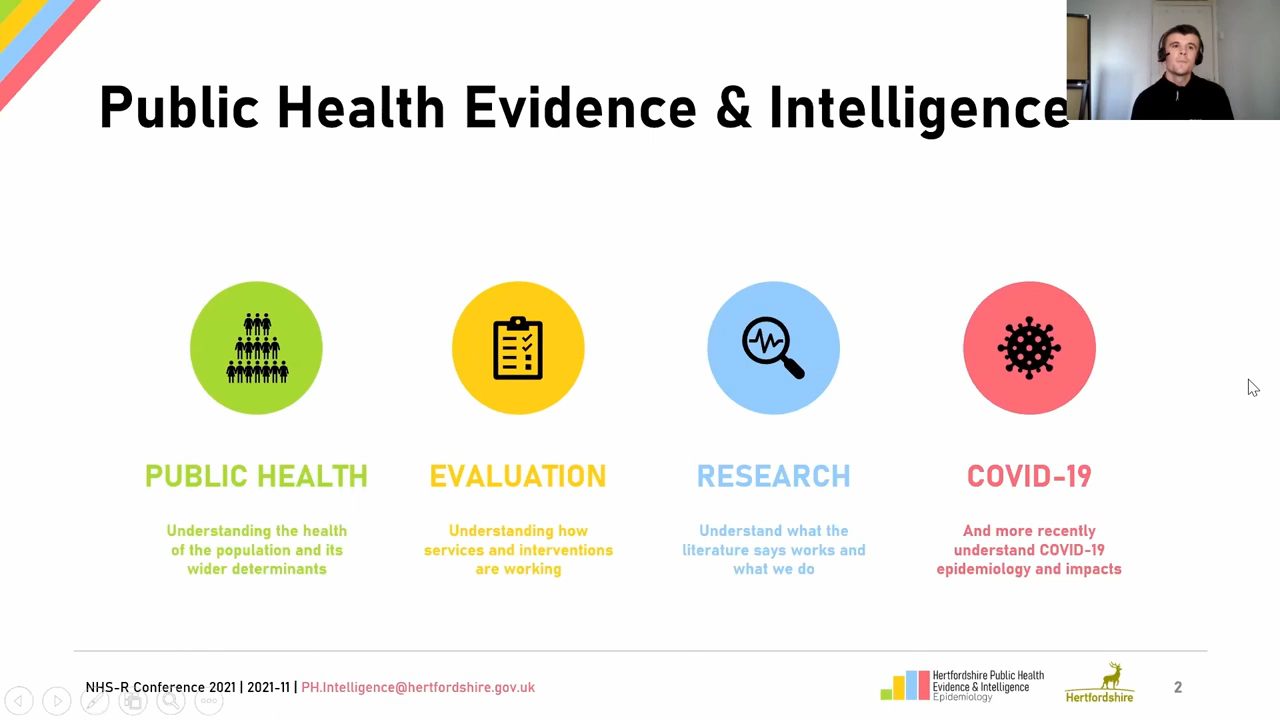 Public Health Evidence & Intelligence
PUBLIC HEALTH
Understanding the health
of the population and its
wider determinants
EVALUATION
Understanding how
services and interventions
are working
RESEARCH
Understand what the
literature says works and
what we do
COVID-19
And more recently
understand COVID-19
epidemiology and impacts
NHS-R Conference 2021 | 2021-11 | PH.Intelligence@hertfordshire.gov.uk
Hertfordshire Public Health
Evidence & Intelligence
Epidemiology
Hertfordshire
2